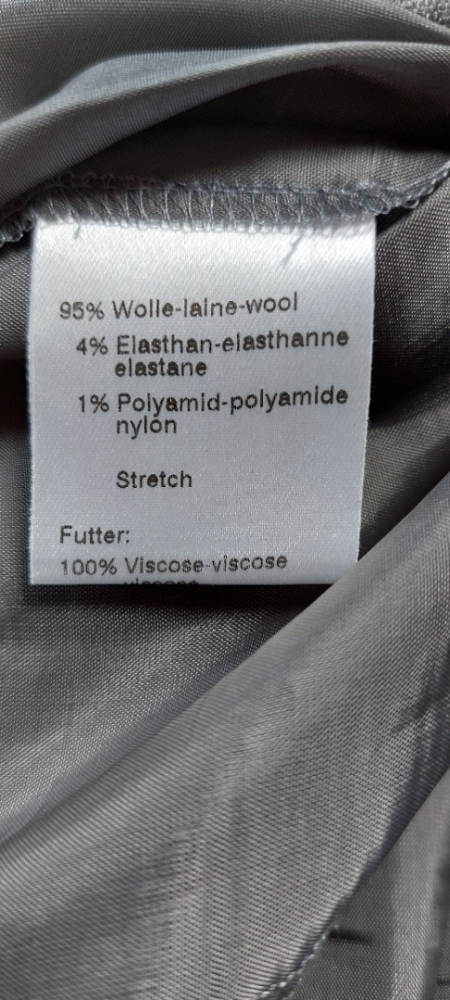 95% Wolle-laine-wool
4% Elasthan-elasthanne
elastane
1% Polyamid-polyamide
nylon
Stretch
Futter:
100% Viscose-viscose